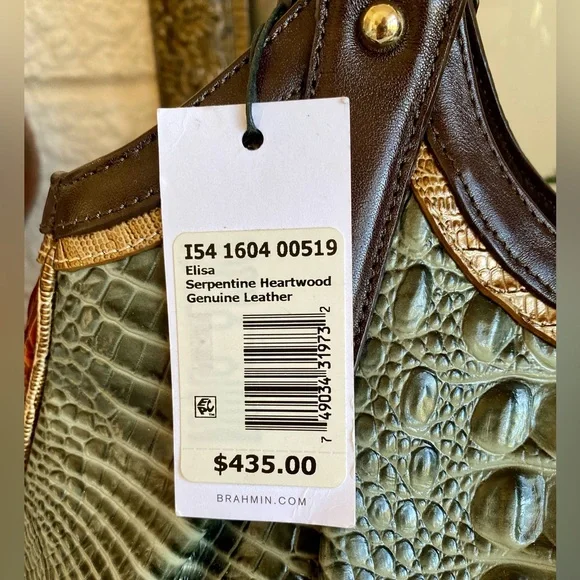 I54 1604 00519
Elisa
Serpentine Heartwood
Genuine Leather
7 49034 31973 2
$435.00
BRAHMIN.COM